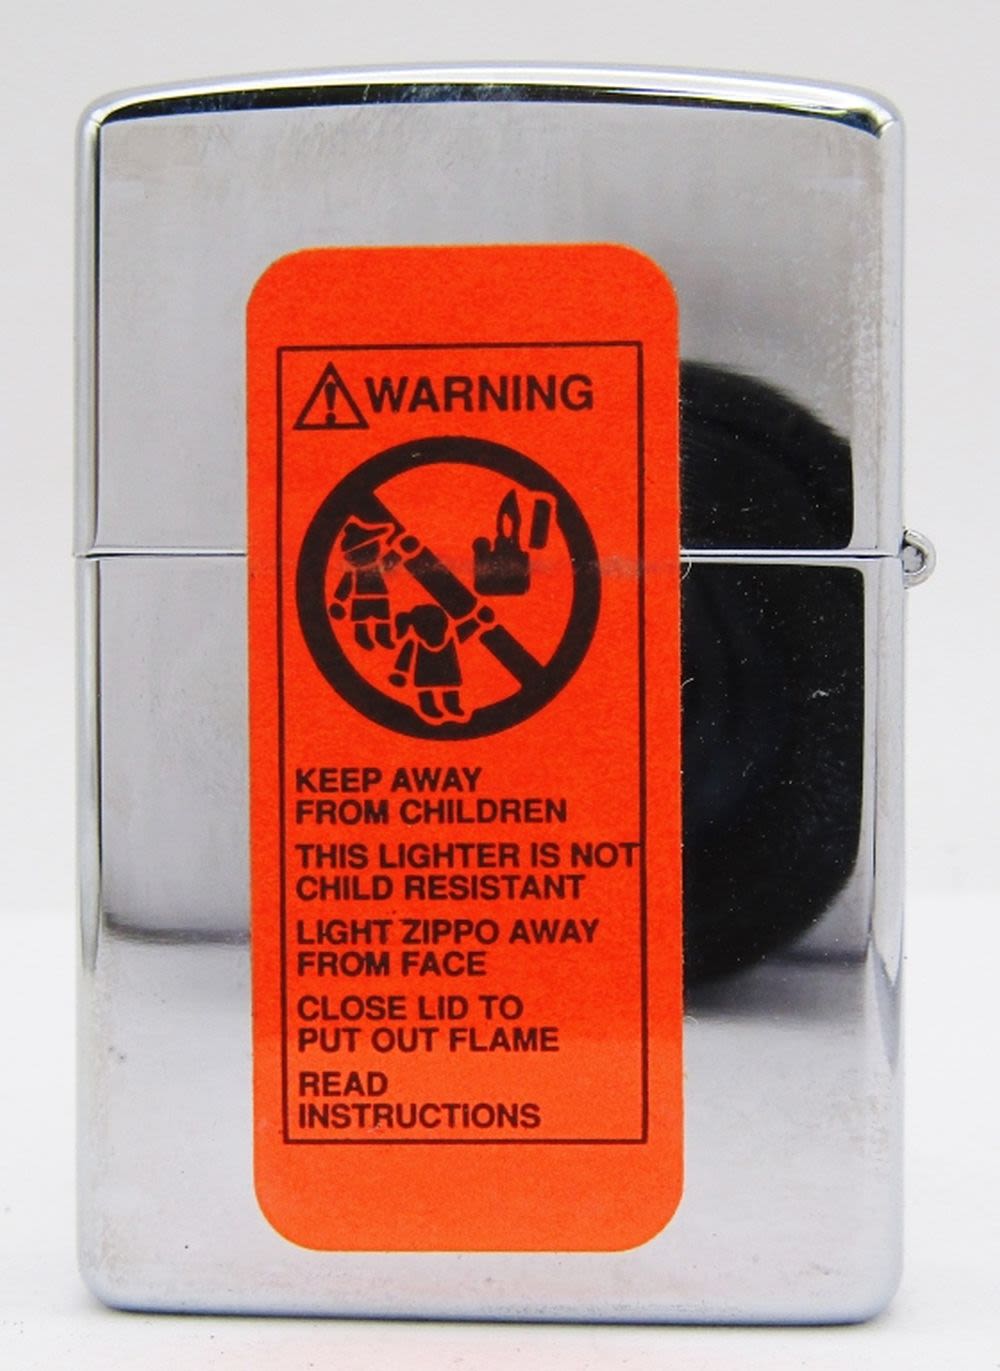 WARNING
KEEP AWAY
FROM CHILDREN
THIS LIGHTER IS NOT
CHILD RESISTANT
LIGHT ZIPPO AWAY
FROM FACE
CLOSE LID TO
PUT OUT FLAME
READ
INSTRUCTIONS